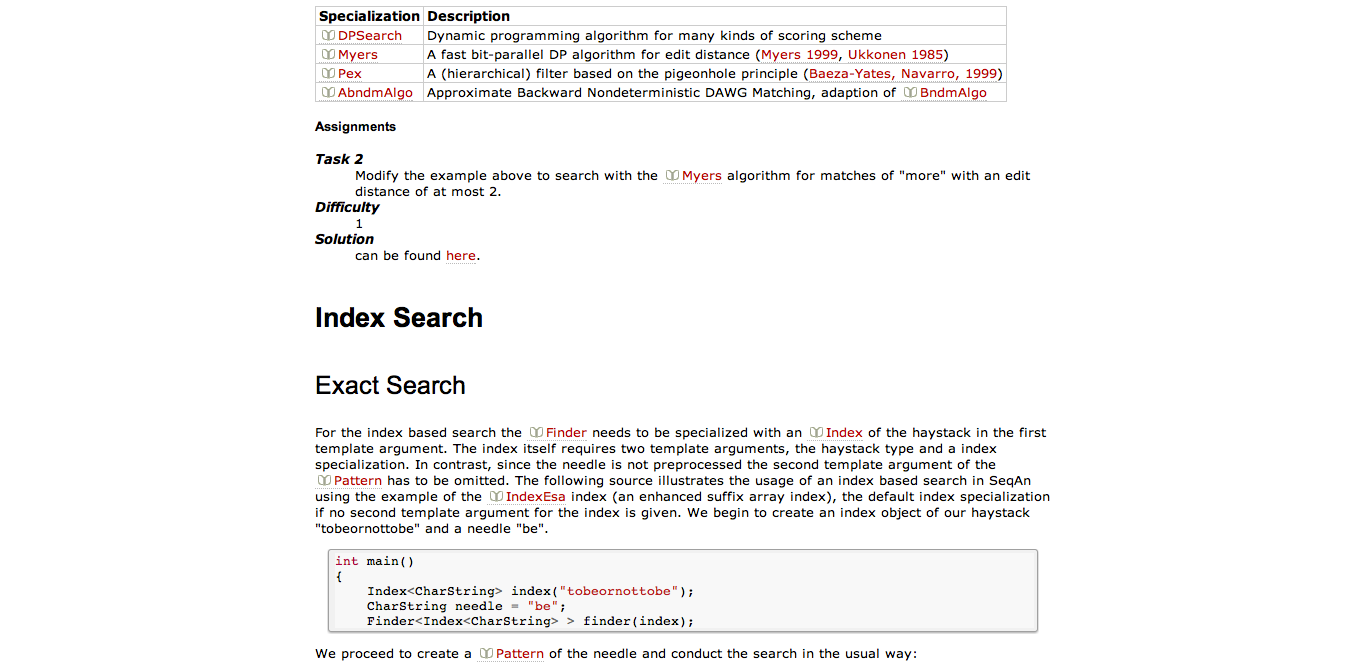 Specialization Description
DPSearch Dynamic programming algorithm for many kinds of scoring scheme
Myers A fast bit-parallel DP algorithm for edit distance (Myers 1999, Ukkonen 1985)
Pex A (hierarchical) filter based on the pigeonhole principle (Baeza-Yates, Navarro, 1999)
AbndmAlgo Approximate Backward Nondeterministic DAWG Matching, adaption of BndmAlgo
Assignments
Task 2
Modify the example above to search with the Myers algorithm for matches of "more" with an edit
distance of at most 2.
Difficulty
1
Solution
can be found here.
Index Search
Exact Search
For the index based search the Finder needs to be specialized with an Index of the haystack in the first
template argument. The index itself requires two template arguments, the haystack type and a index
specialization. In contrast, since the needle is not preprocessed the second template argument of the
Pattern has to be omitted. The following source illustrates the usage of an index based search in SeqAn
using the example of the IndexEsa index (an enhanced suffix array index), the default index specialization
if no second template argument for the index is given. We begin to create an index object of our haystack
"tobeornottobe" and a needle "be".
int main()
{
    Index<CharString> index("tobeornottobe");
    CharString needle = "be";
    Finder<Index<CharString> > finder(index);
We proceed to create a Pattern of the needle and conduct the search in the usual way: